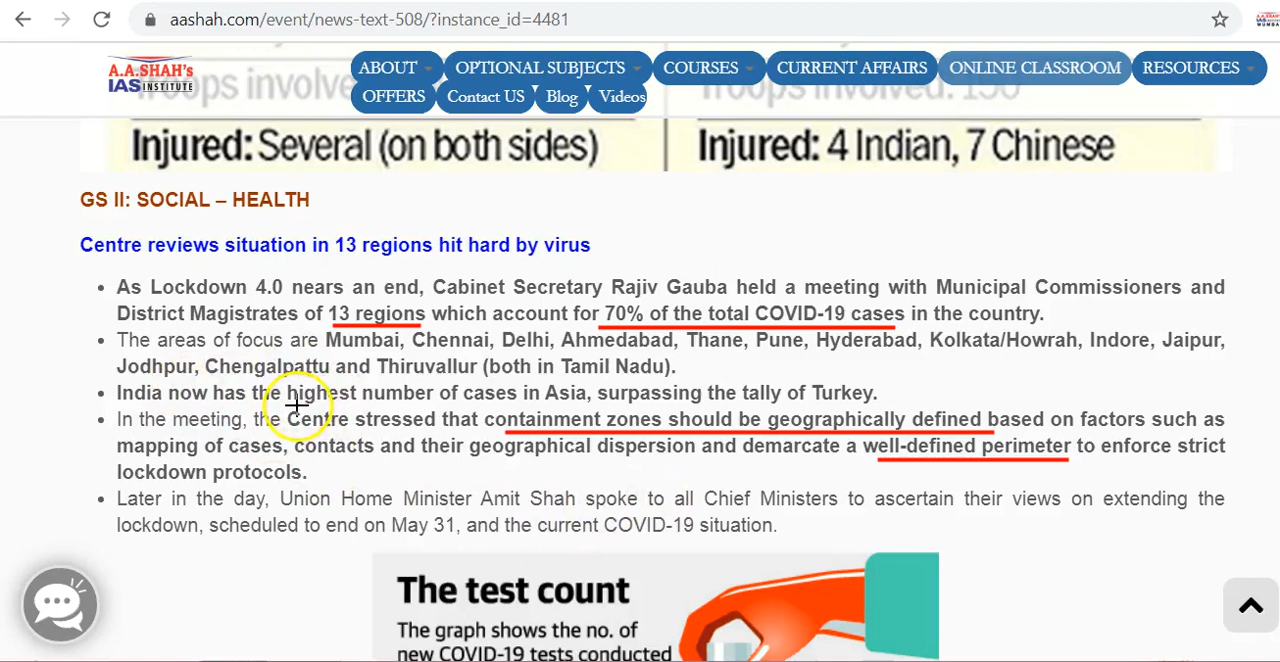 aashah.com/event/news-text-508/?instance_id=4481
A.A.SHAH'S
IAS INSTITUTE
ABOUT OPTIONAL SUBJECTS COURSES CURRENT AFFAIRS ONLINE CLASSROOM RESOURCES
OFFERS Contact US Blog Videos
Troops involved Troops involved: 150
Injured: Several (on both sides) Injured: 4 Indian, 7 Chinese
GS II: SOCIAL – HEALTH
Centre reviews situation in 13 regions hit hard by virus
• As Lockdown 4.0 nears an end, Cabinet Secretary Rajiv Gauba held a meeting with Municipal Commissioners and
District Magistrates of 13 regions which account for 70% of the total COVID-19 cases in the country.
• The areas of focus are Mumbai, Chennai, Delhi, Ahmedabad, Thane, Pune, Hyderabad, Kolkata/Howrah, Indore, Jaipur,
Jodhpur, Chengalpattu and Thiruvallur (both in Tamil Nadu).
• India now has the highest number of cases in Asia, surpassing the tally of Turkey.
• In the meeting, the Centre stressed that containment zones should be geographically defined based on factors such as
mapping of cases, contacts and their geographical dispersion and demarcate a well-defined perimeter to enforce strict
lockdown protocols.
• Later in the day, Union Home Minister Amit Shah spoke to all Chief Ministers to ascertain their views on extending the
lockdown, scheduled to end on May 31, and the current COVID-19 situation.
The test count
The graph shows the no. of
new COVID-19 tests conducted